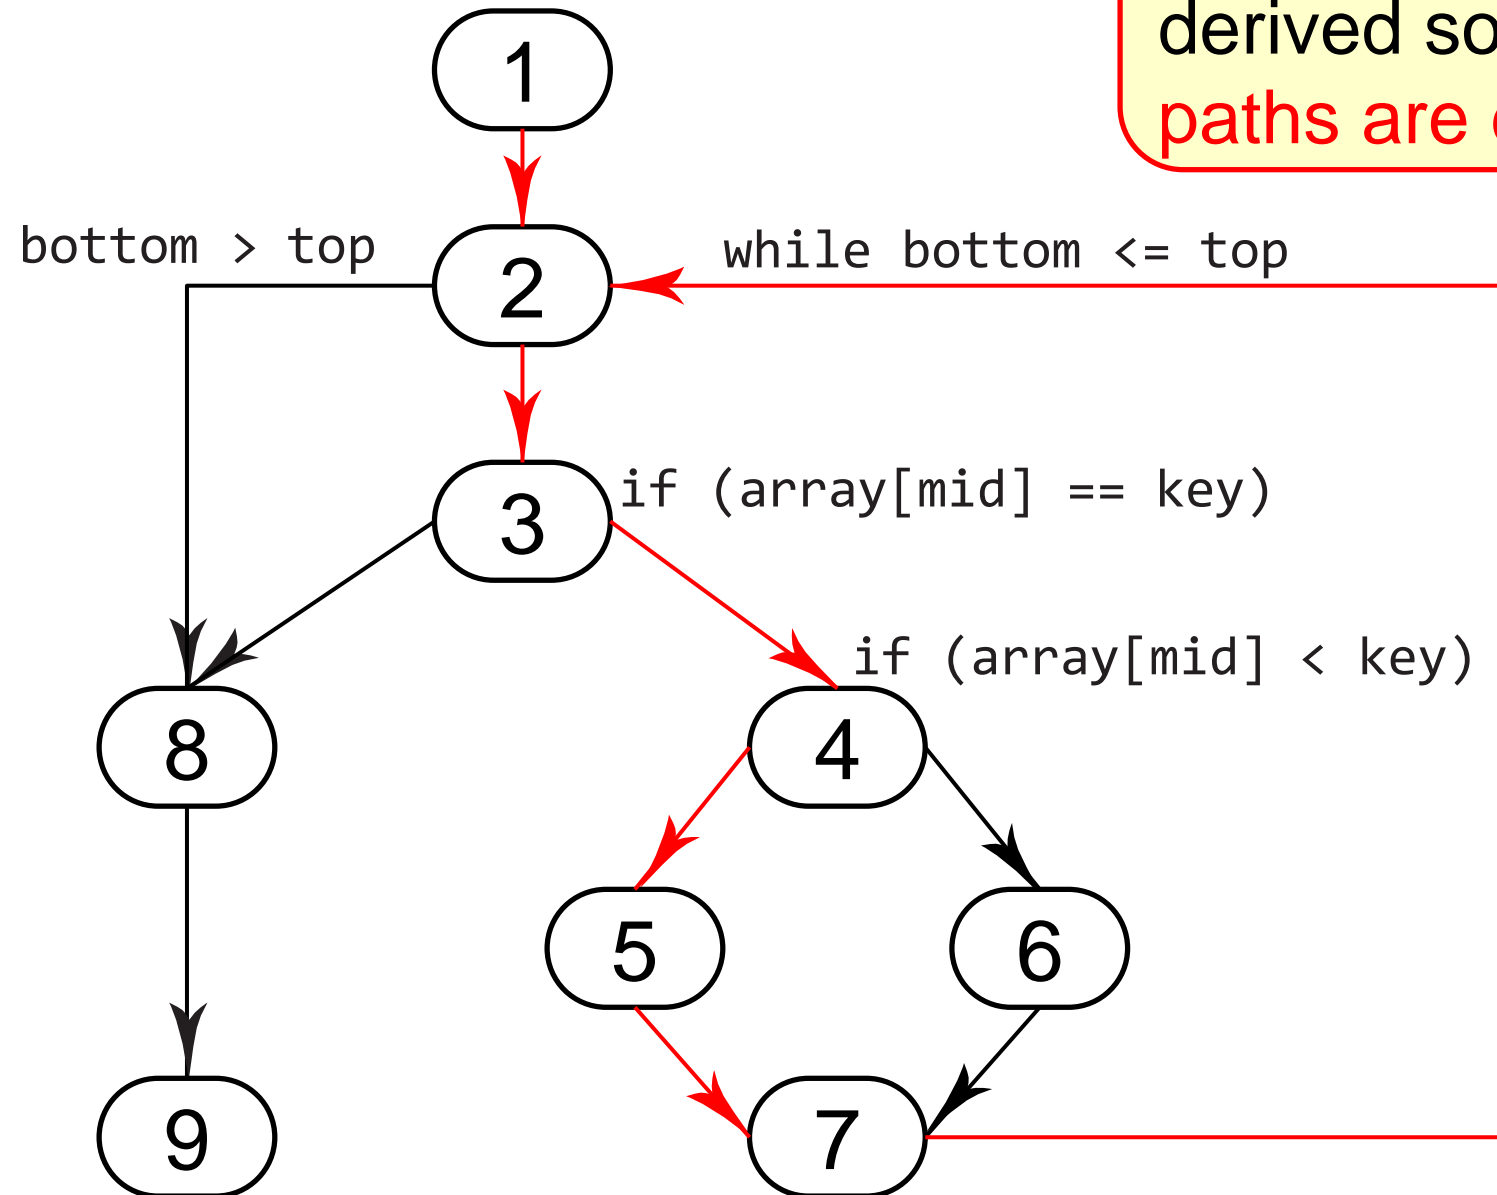 derived so
paths are
1
bottom > top
while bottom <= top
2
3
if (array[mid] == key)
if (array[mid] < key)
8
4
5
6
9
7